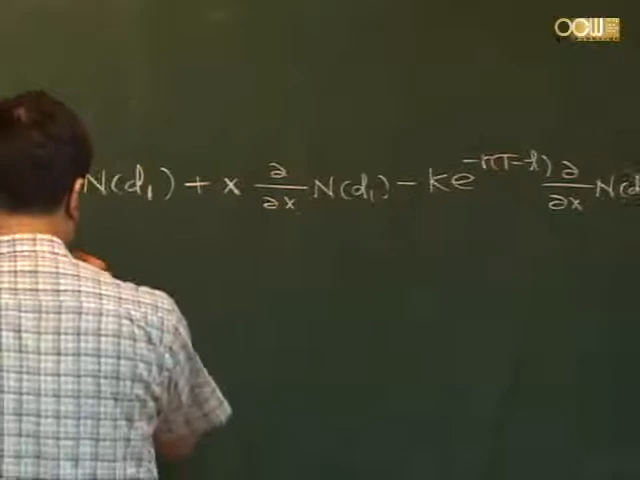 OCW
N(d₁) + x ∂/∂x N(d₁) − Ke^{−r(T−t)} ∂/∂x N(d